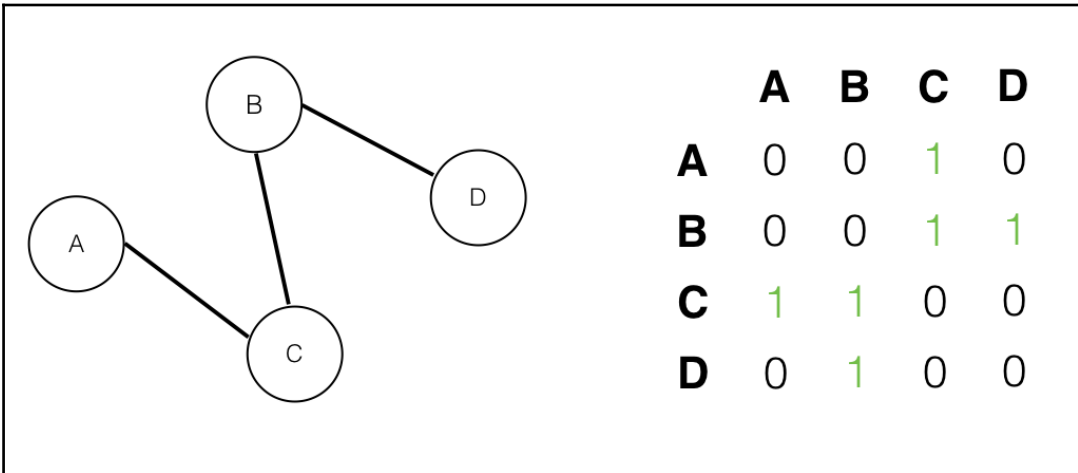 B
D
A
C
A B C D
A 0 0 1 0
B 0 0 1 1
C 1 1 0 0
D 0 1 0 0